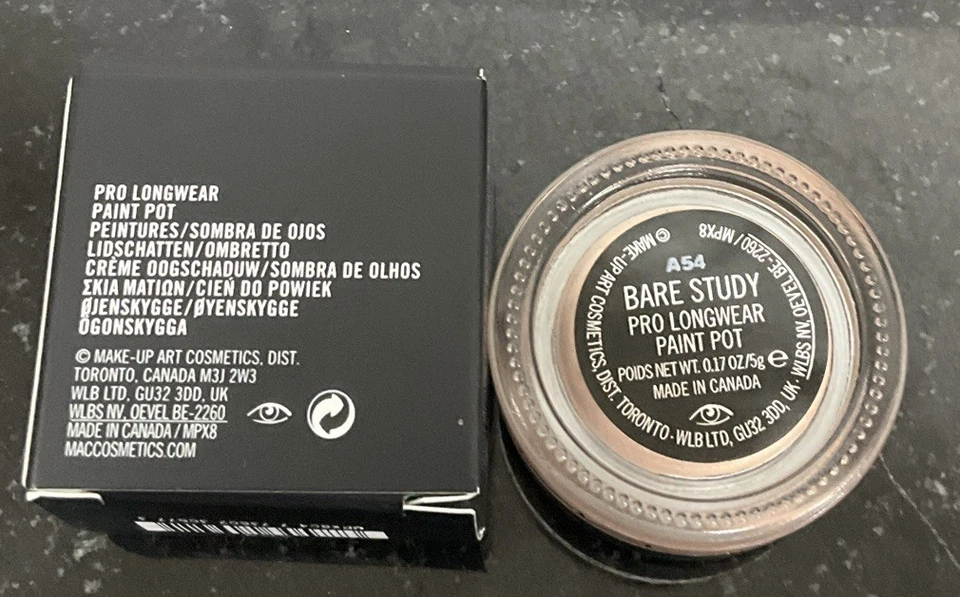 PRO LONGWEAR
PAINT POT
PEINTURES/SOMBRA DE OJOS
LIDSCHATTEN/OMBRETTO
CRÈME OOGSCHADUW/SOMBRA DE OLHOS
ΣΚΙΑ ΜΑΤΙΩΝ/CIEŃ DO POWIEK
ØJENSKYGGE/ØYENSKYGGE
ÖGONSKYGGA
© MAKE-UP ART COSMETICS, DIST.
TORONTO, CANADA M3J 2W3
WLB LTD, GU32 3DD, UK
WLBS NV, OEVEL BE-2260
MADE IN CANADA / MPX8
MACCOSMETICS.COM
A54
BARE STUDY
PRO LONGWEAR
PAINT POT
POIDS NET WT. 0.17 OZ/5g ℮
MADE IN CANADA
© MAKE-UP ART COSMETICS, DIST. TORONTO · WLB LTD, GU32 3DD, UK. WLBS NV, OEVEL BE-2260 / MPX8